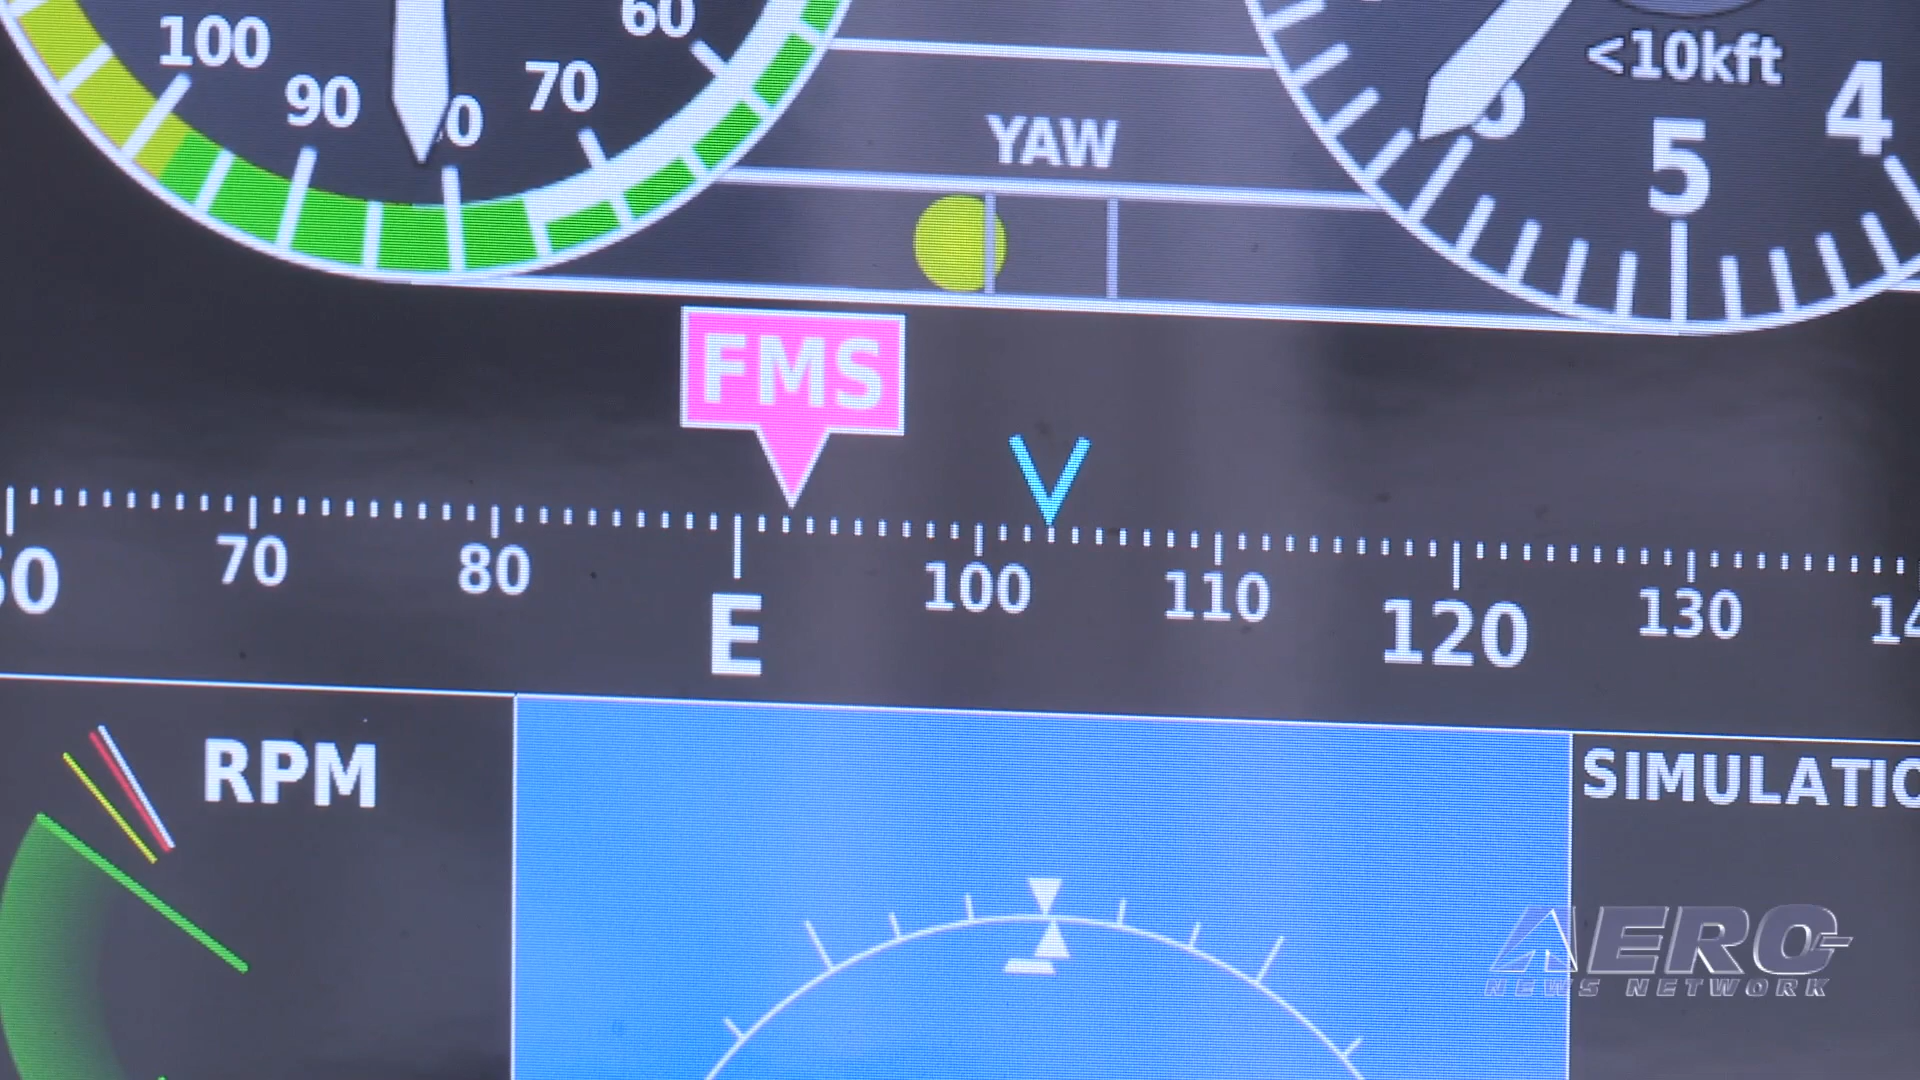 60
100
<10kft
70
90
4
YAW
5
FMS
70
80
100
110
E
120
130
RPM
SIMULATIO
AERO
NEWS NETWORK